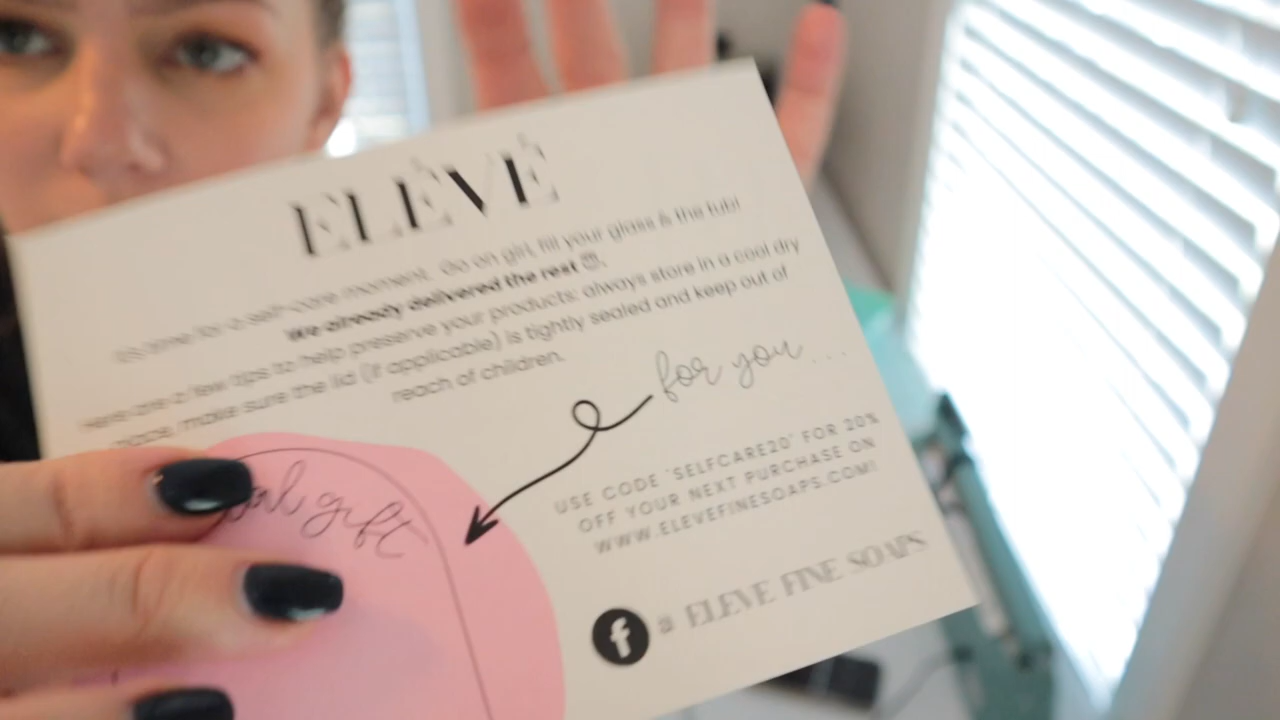 ELÈVE
It's time for a self-care moment. Go on girl, fill your glass & the tub!
We already delivered the rest
Here are a few tips to help preserve your products: always store in a cool dry
place, make sure the lid (if applicable) is tightly sealed and keep out of
reach of children.
for you...
gift
USE CODE 'SELFCARE20' FOR 20%
OFF YOUR NEXT PURCHASE ON
WWW.ELEVEFINESOAPS.COM!
f @ ELEVE FINE SOAPS